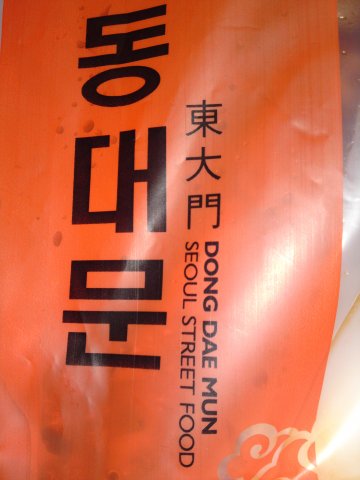 동대문
東大門
DONG DAE MUN
SEOUL STREET FOOD